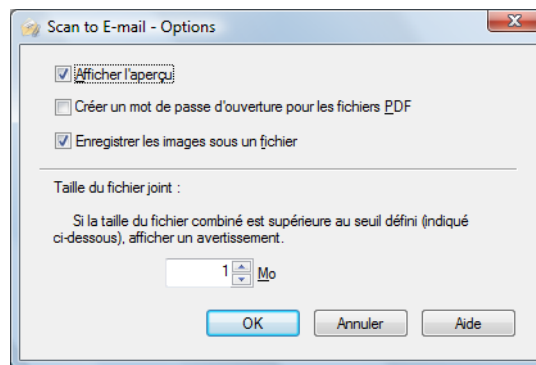 Scan to E-mail - Options
Afficher l'aperçu
Créer un mot de passe d'ouverture pour les fichiers PDF
Enregistrer les images sous un fichier
Taille du fichier joint :
Si la taille du fichier combiné est supérieure au seuil défini (indiqué
ci-dessous), afficher un avertissement.
1 Mo
OK Annuler Aide